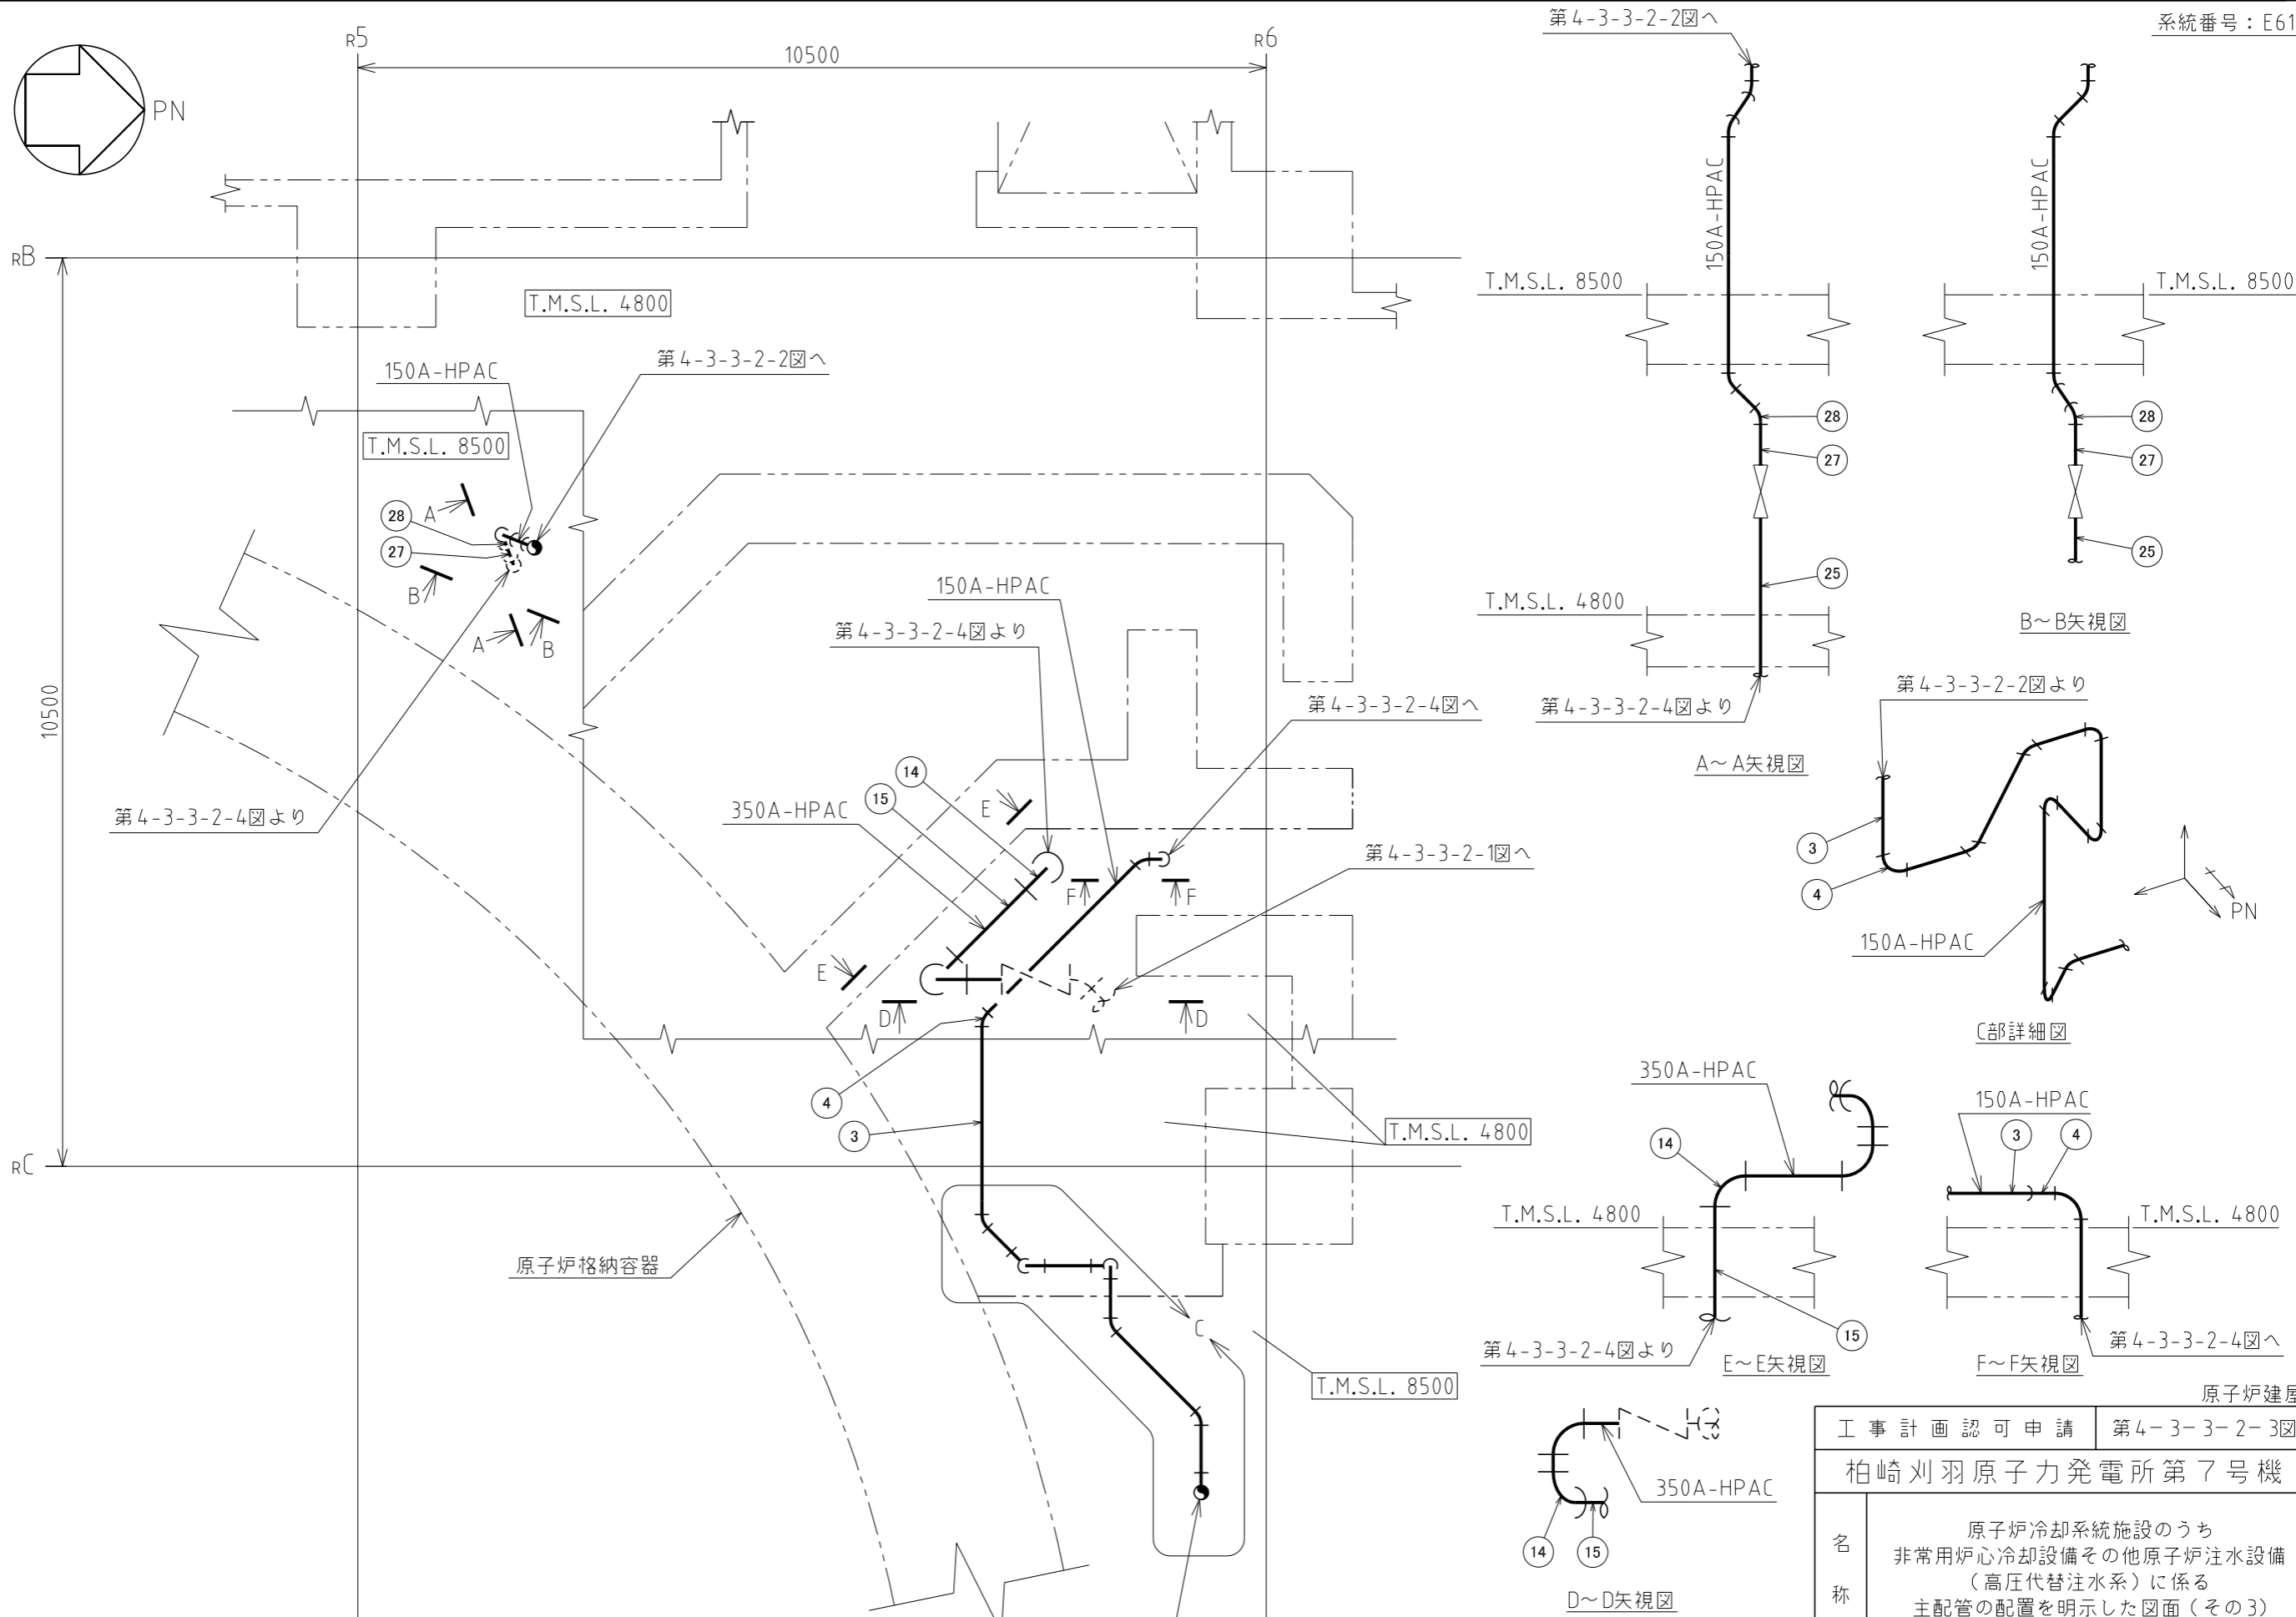 系統番号：E61
R5
R6
10500
PN
RB
T.M.S.L. 4800
第4-3-3-2-2図へ
150A-HPAC
T.M.S.L. 8500
28
27
A
B
A
B
第4-3-3-2-4図より
10500
150A-HPAC
第4-3-3-2-4図より
第4-3-3-2-4図へ
14
15
350A-HPAC
E
E
F
F
第4-3-3-2-1図へ
D
D
4
3
T.M.S.L. 4800
RC
原子炉格納容器
C
T.M.S.L. 8500
第4-3-3-2-2図へ
150A-HPAC
T.M.S.L. 8500
28
27
25
T.M.S.L. 4800
第4-3-3-2-4図より
A～A矢視図
150A-HPAC
T.M.S.L. 8500
28
27
25
B～B矢視図
第4-3-3-2-2図より
3
4
150A-HPAC
PN
C部詳細図
350A-HPAC
14
T.M.S.L. 4800
15
第4-3-3-2-4図より
E～E矢視図
150A-HPAC
3
4
T.M.S.L. 4800
第4-3-3-2-4図へ
F～F矢視図
350A-HPAC
14
15
D～D矢視図
原子炉建屋
工事計画認可申請
第4-3-3-2-3図
柏崎刈羽原子力発電所第7号機
名称
原子炉冷却系統施設のうち
非常用炉心冷却設備その他原子炉注水設備
（高圧代替注水系）に係る
主配管の配置を明示した図面（その3）